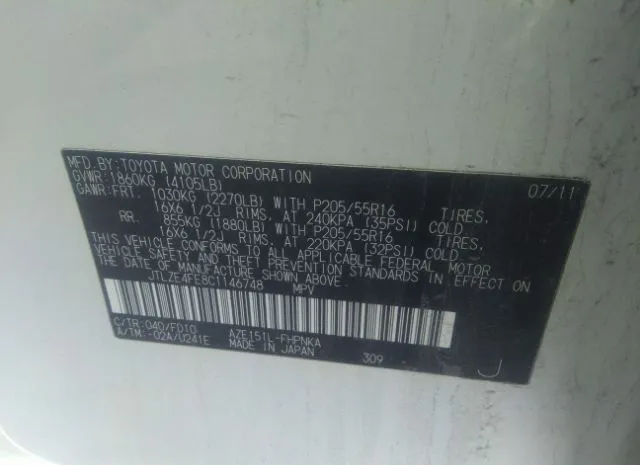 MFD.BY:TOYOTA MOTOR CORPORATION 07/11
GVWR:1860KG (4105LB)
GAWR:FRT. 1030KG (2270LB) WITH P205/55R16 TIRES,
16X6 1/2J RIMS, AT 240KPA (35PSI) COLD.
RR. 855KG (1880LB) WITH P205/55R16 TIRES,
16X6 1/2J RIMS, AT 220KPA (32PSI) COLD.
THIS VEHICLE CONFORMS TO ALL APPLICABLE FEDERAL MOTOR
VEHICLE SAFETY AND THEFT PREVENTION STANDARDS IN EFFECT ON
THE DATE OF MANUFACTURE SHOWN ABOVE.
JTLZE4FE8C1146748 MPV
C/TR:040/FD10 AZE151L-FHPNKA
A/TM:-02A/U241E MADE IN JAPAN 309 J